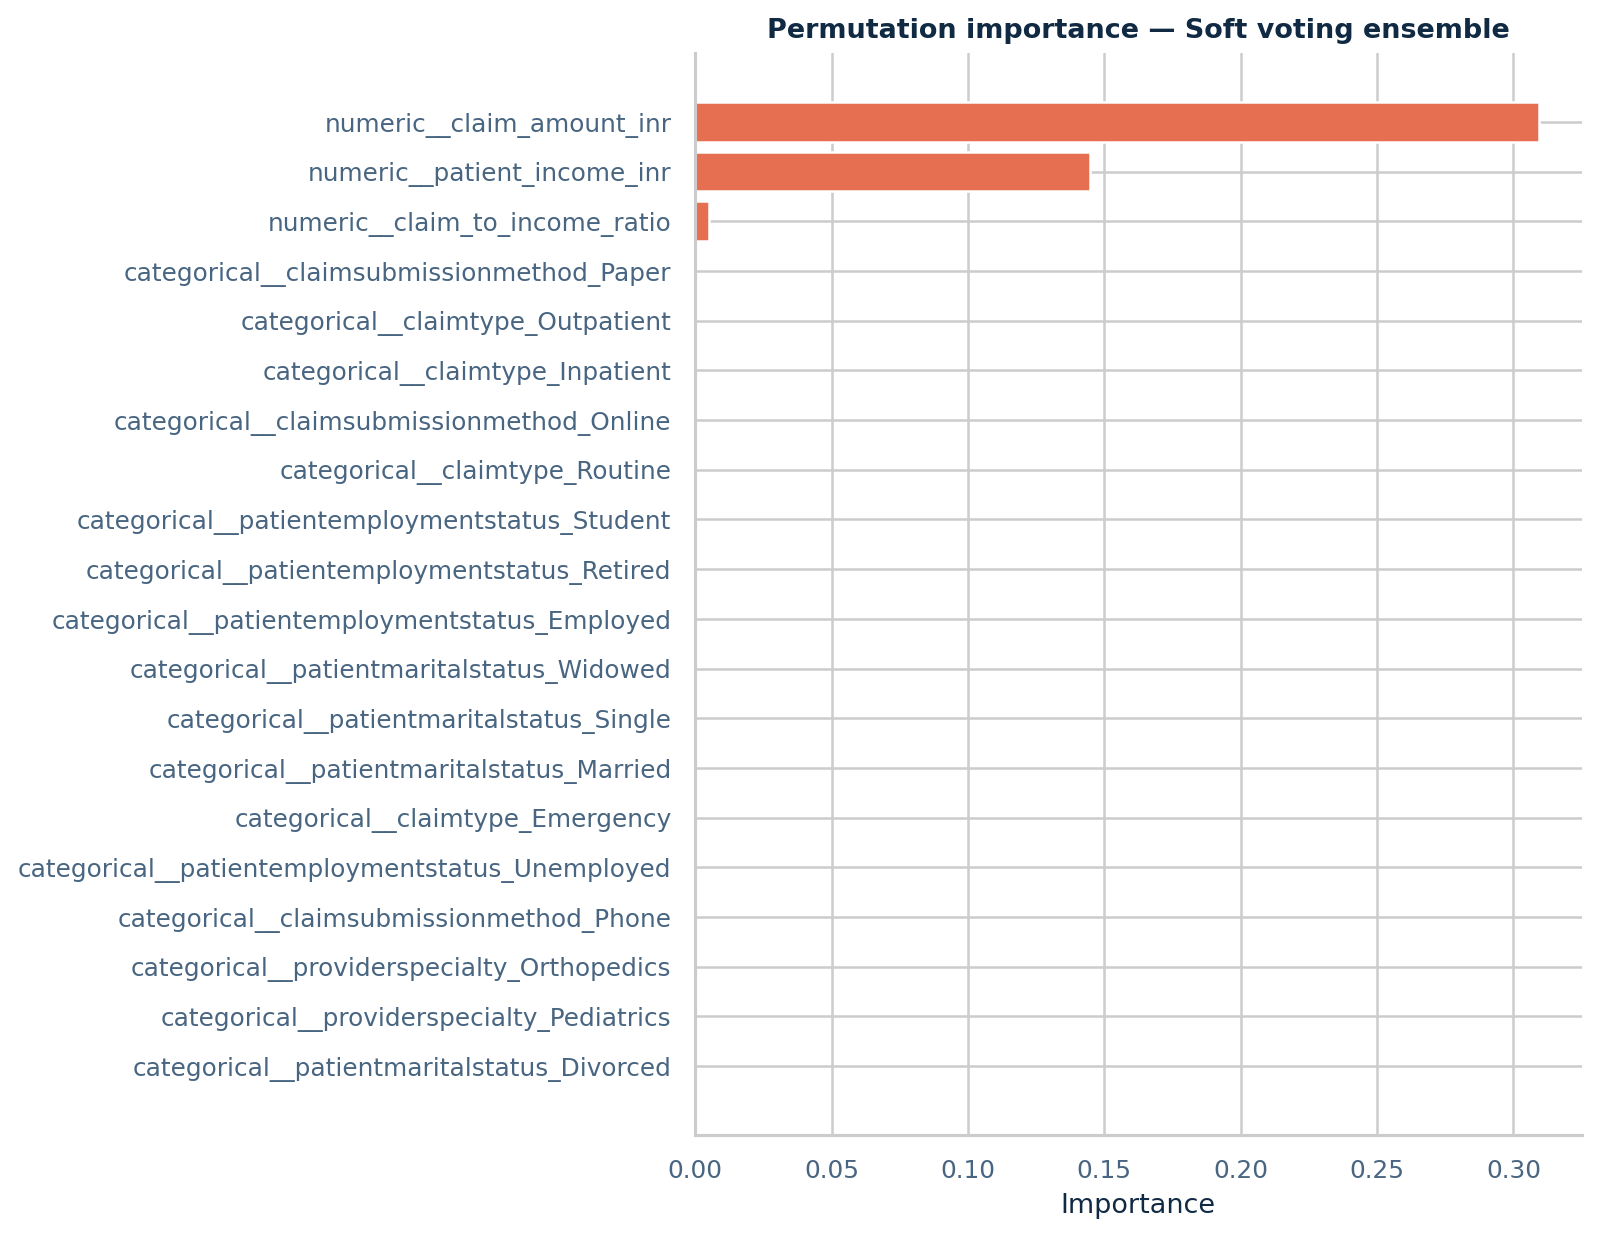 Permutation importance — Soft voting ensemble
numeric__claim_amount_inr
numeric__patient_income_inr
numeric__claim_to_income_ratio
categorical__claimsubmissionmethod_Paper
categorical__claimtype_Outpatient
categorical__claimtype_Inpatient
categorical__claimsubmissionmethod_Online
categorical__claimtype_Routine
categorical__patientemploymentstatus_Student
categorical__patientemploymentstatus_Retired
categorical__patientemploymentstatus_Employed
categorical__patientmaritalstatus_Widowed
categorical__patientmaritalstatus_Single
categorical__patientmaritalstatus_Married
categorical__claimtype_Emergency
categorical__patientemploymentstatus_Unemployed
categorical__claimsubmissionmethod_Phone
categorical__providerspecialty_Orthopedics
categorical__providerspecialty_Pediatrics
categorical__patientmaritalstatus_Divorced
0.00 0.05 0.10 0.15 0.20 0.25 0.30
Importance